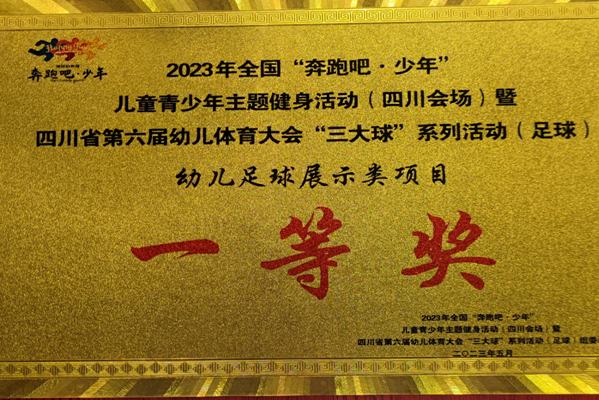 奔跑吧·少年
2023年全国“奔跑吧·少年”
儿童青少年主题健身活动（四川会场）暨
四川省第六届幼儿体育大会“三大球”系列活动（足球）
幼儿足球展示类项目
一等奖
2023年全国“奔跑吧·少年”
儿童青少年主题健身活动（四川会场）暨
四川省第六届幼儿体育大会“三大球”系列活动（足球）组委
二〇二三年五月